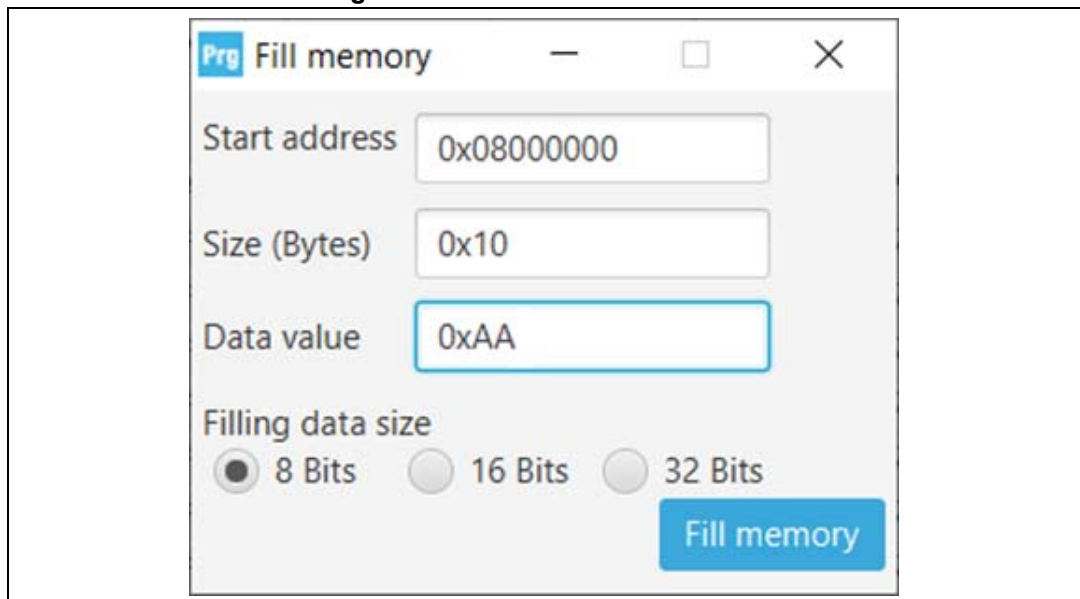 Prg Fill memory
Start address 0x08000000
Size (Bytes) 0x10
Data value 0xAA
Filling data size
8 Bits 16 Bits 32 Bits
Fill memory